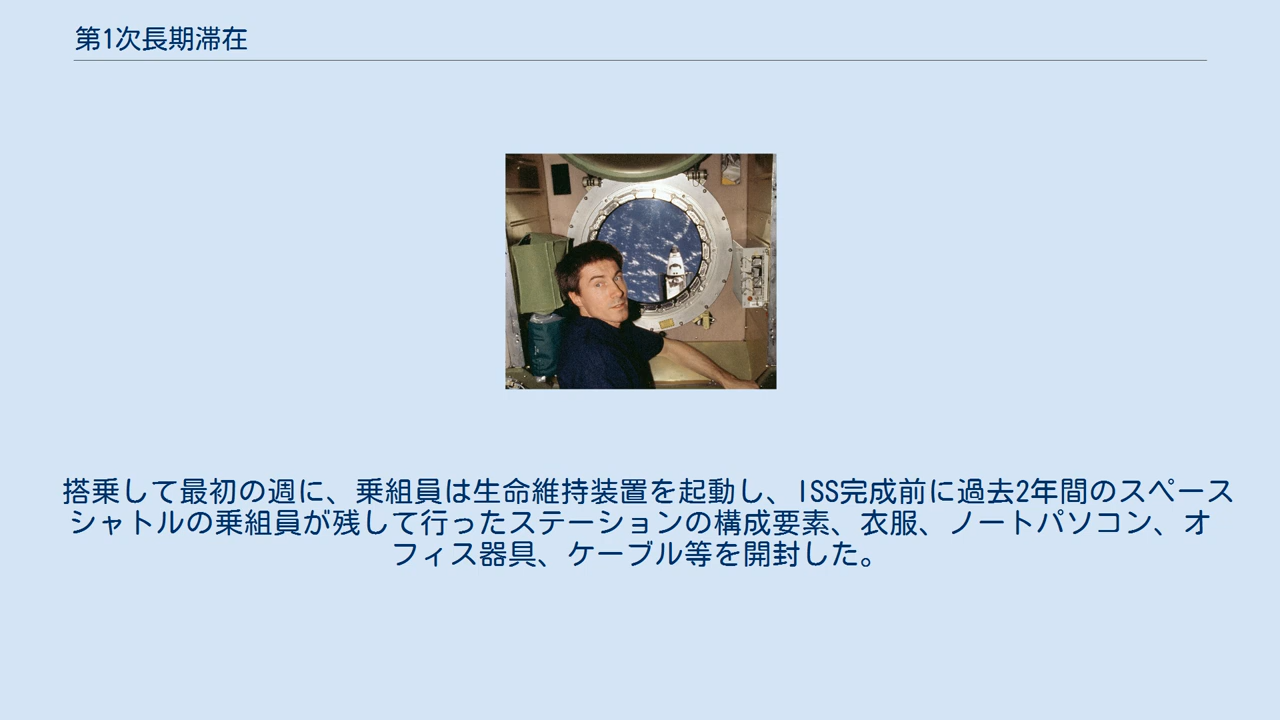 第1次長期滞在
搭乗して最初の週に、乗組員は生命維持装置を起動し、ISS完成前に過去2年間のスペース
シャトルの乗組員が残して行ったステーションの構成要素、衣服、ノートパソコン、オ
フィス器具、ケーブル等を開封した。